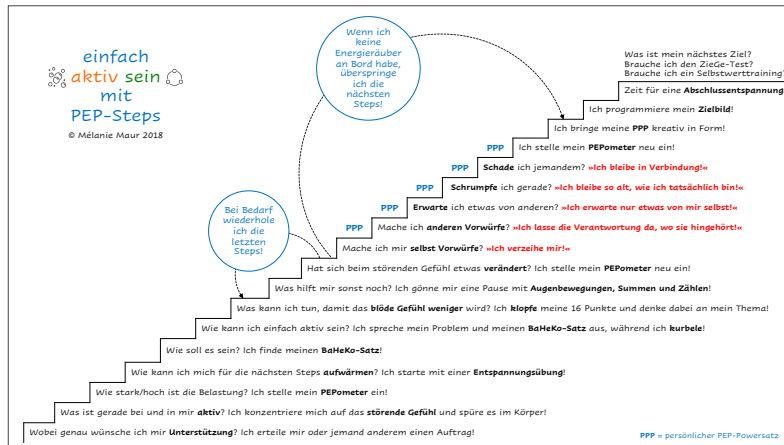 einfach
aktiv sein
mit
PEP-Steps
© Mélanie Maur 2018
Wenn ich
keine
Energieräuber
an Bord habe,
überspringe
ich die
nächsten
Steps!
Bei Bedarf
wiederhole
ich die
letzten
Steps!
Was ist mein nächstes Ziel?
Brauche ich den ZieGe-Test?
Brauche ich ein Selbstwerttraining?
Zeit für eine Abschlussentspannung!
Ich programmiere mein Zielbild!
Ich bringe meine PPP kreativ in Form!
Ich stelle mein PEPometer neu ein!
PPP Schade ich jemandem? »Ich bleibe in Verbindung!«
PPP Schrumpfe ich gerade? »Ich bleibe so alt, wie ich tatsächlich bin!«
PPP Erwarte ich etwas von anderen? »Ich erwarte nur etwas von mir selbst!«
PPP Mache ich anderen Vorwürfe? »Ich lasse die Verantwortung da, wo sie hingehört!«
PPP Mache ich mir selbst Vorwürfe? »Ich verzeihe mir!«
Hat sich beim störenden Gefühl etwas verändert? Ich stelle mein PEPometer neu ein!
Was hilft mir sonst noch? Ich gönne mir eine Pause mit Augenbewegungen, Summen und Zählen!
Was kann ich tun, damit das blöde Gefühl weniger wird? Ich klopfe meine 16 Punkte und denke dabei an mein Thema!
Wie kann ich einfach aktiv sein? Ich spreche mein Problem und meinen BaHeKo-Satz aus, während ich kurbele!
Wie soll es sein? Ich finde meinen BaHeKo-Satz!
Wie kann ich mich für die nächsten Steps aufwärmen? Ich starte mit einer Entspannungsübung!
Wie stark/hoch ist die Belastung? Ich stelle mein PEPometer ein!
Was ist gerade bei und in mir aktiv? Ich konzentriere mich auf das störende Gefühl und spüre es im Körper!
Wobei genau wünsche ich mir Unterstützung? Ich erteile mir oder jemand anderem einen Auftrag!
PPP = persönlicher PEP-Powersatz